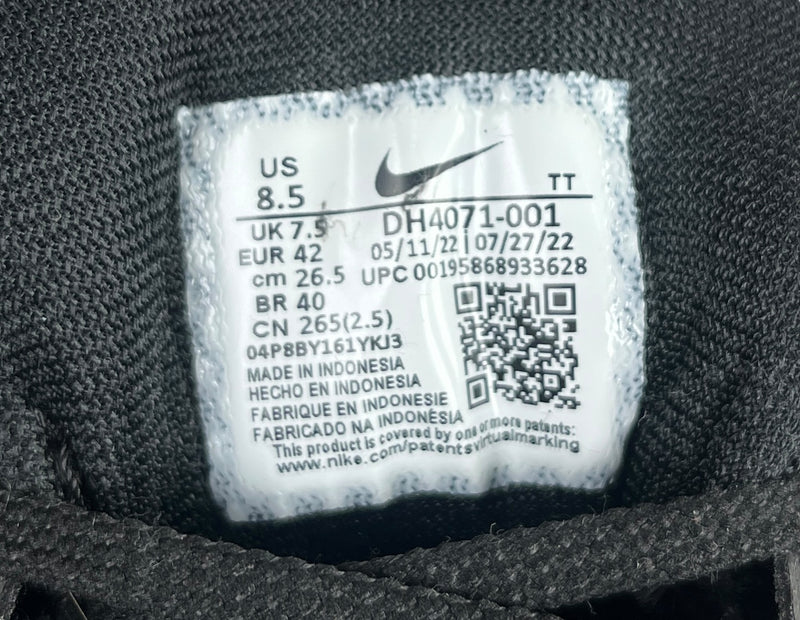 US
8.5
TT
UK 7.5
DH4071-001
EUR 42
05/11/22 | 07/27/22
cm 26.5
UPC 00195868933628
BR 40
CN 265(2.5)
04P8BY161YKJ3
MADE IN INDONESIA
HECHO EN INDONESIA
FABRIQUE EN INDONESIE
FABRICADO NA INDONÉSIA
This product is covered by one or more patents:
www.nike.com/patentsvirtualmarking